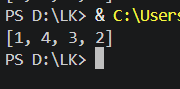 PS D:\LK> & C:\Users
[1, 4, 3, 2]
PS D:\LK>